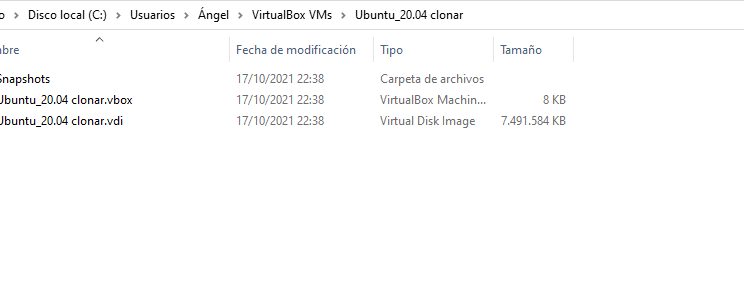 o > Disco local (C:) > Usuarios > Ángel > VirtualBox VMs > Ubuntu_20.04 clonar
nbre Fecha de modificación Tipo Tamaño
Snapshots 17/10/2021 22:38 Carpeta de archivos
Ubuntu_20.04 clonar.vbox 17/10/2021 22:38 VirtualBox Machin... 8 KB
Ubuntu_20.04 clonar.vdi 17/10/2021 22:38 Virtual Disk Image 7.491.584 KB